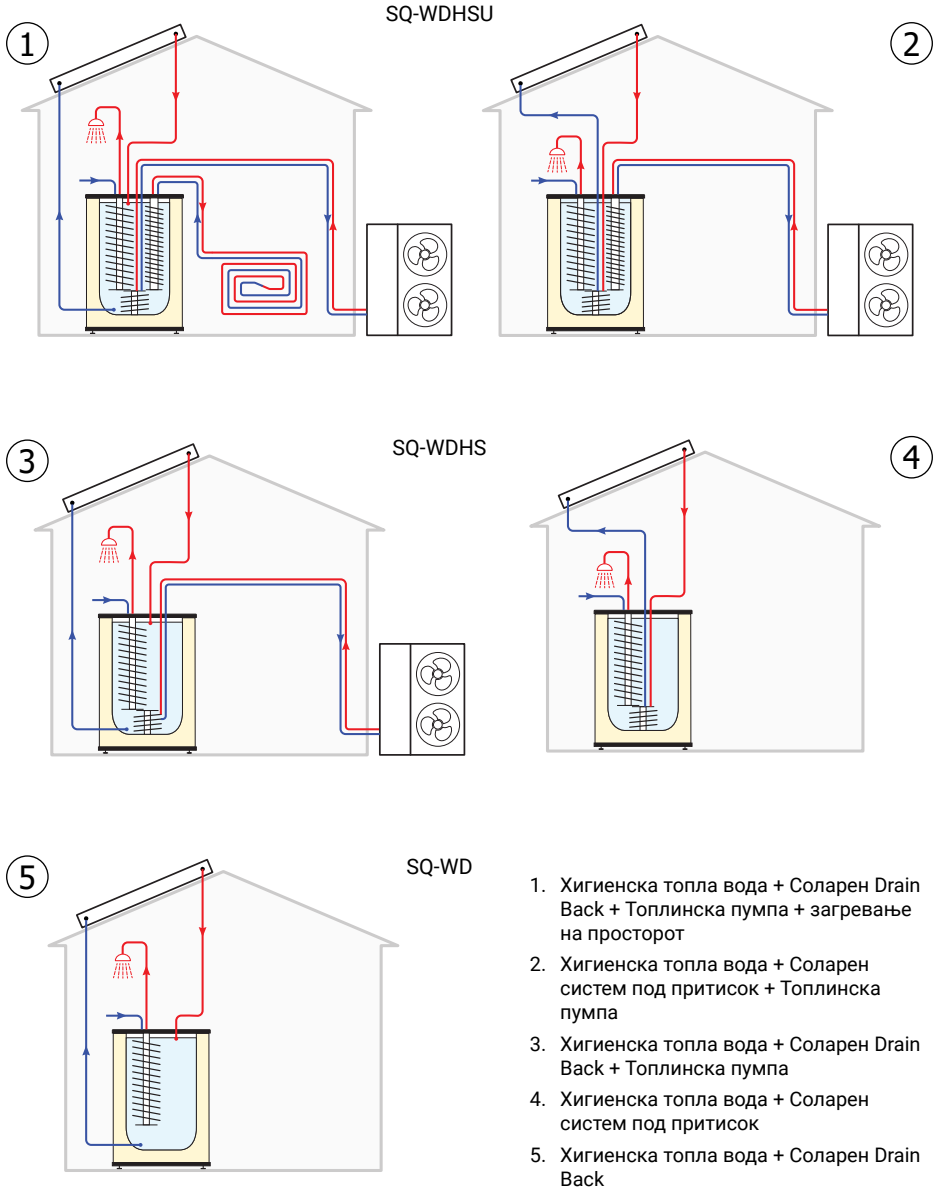 SQ-WDHSU
1
2
SQ-WDHS
3
4
5
SQ-WD
1. Хигиенска топла вода + Соларен Drain
Back + Топлинска пумпа + загревање
на просторот
2. Хигиенска топла вода + Соларен
систем под притисок + Топлинска
пумпа
3. Хигиенска топла вода + Соларен Drain
Back + Топлинска пумпа
4. Хигиенска топла вода + Соларен
систем под притисок
5. Хигиенска топла вода + Соларен Drain
Back